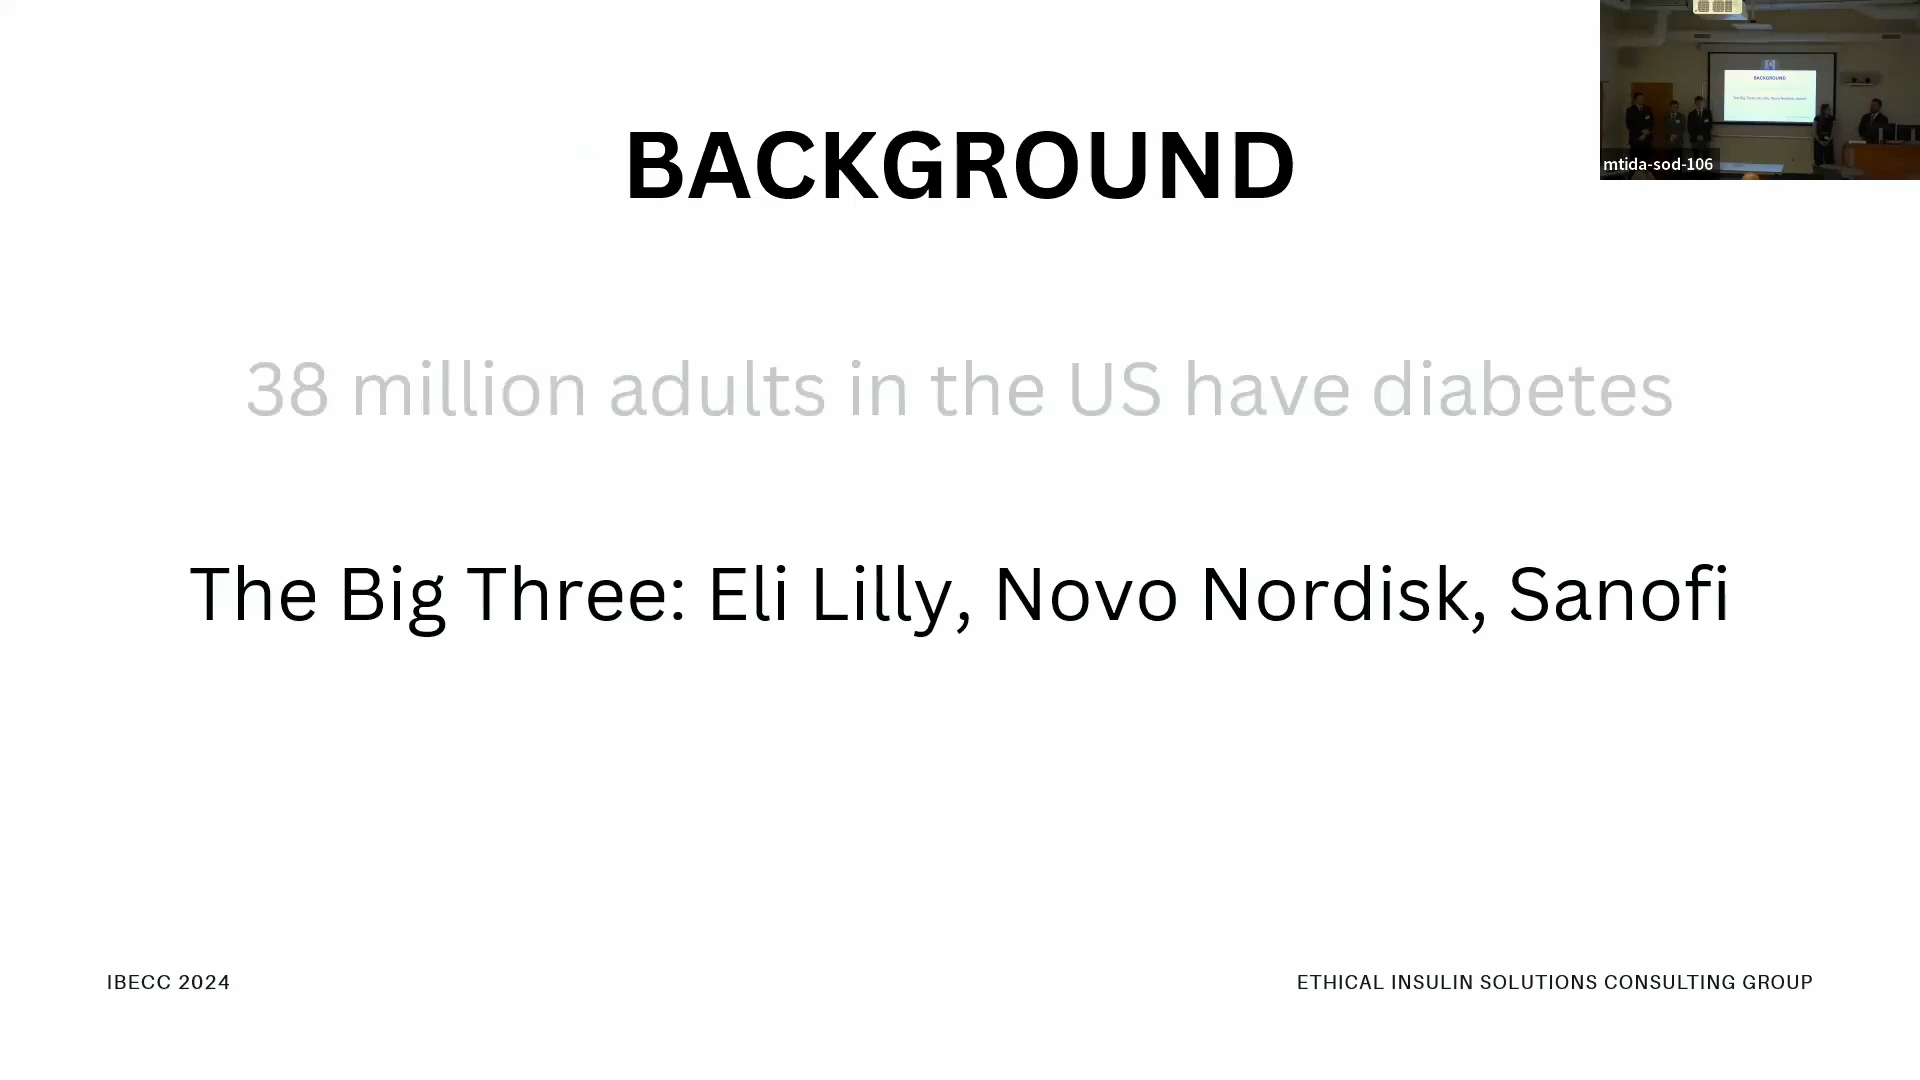 BACKGROUND
mtida-sod-106
38 million adults in the US have diabetes
The Big Three: Eli Lilly, Novo Nordisk, Sanofi
IBECC 2024
ETHICAL INSULIN SOLUTIONS CONSULTING GROUP